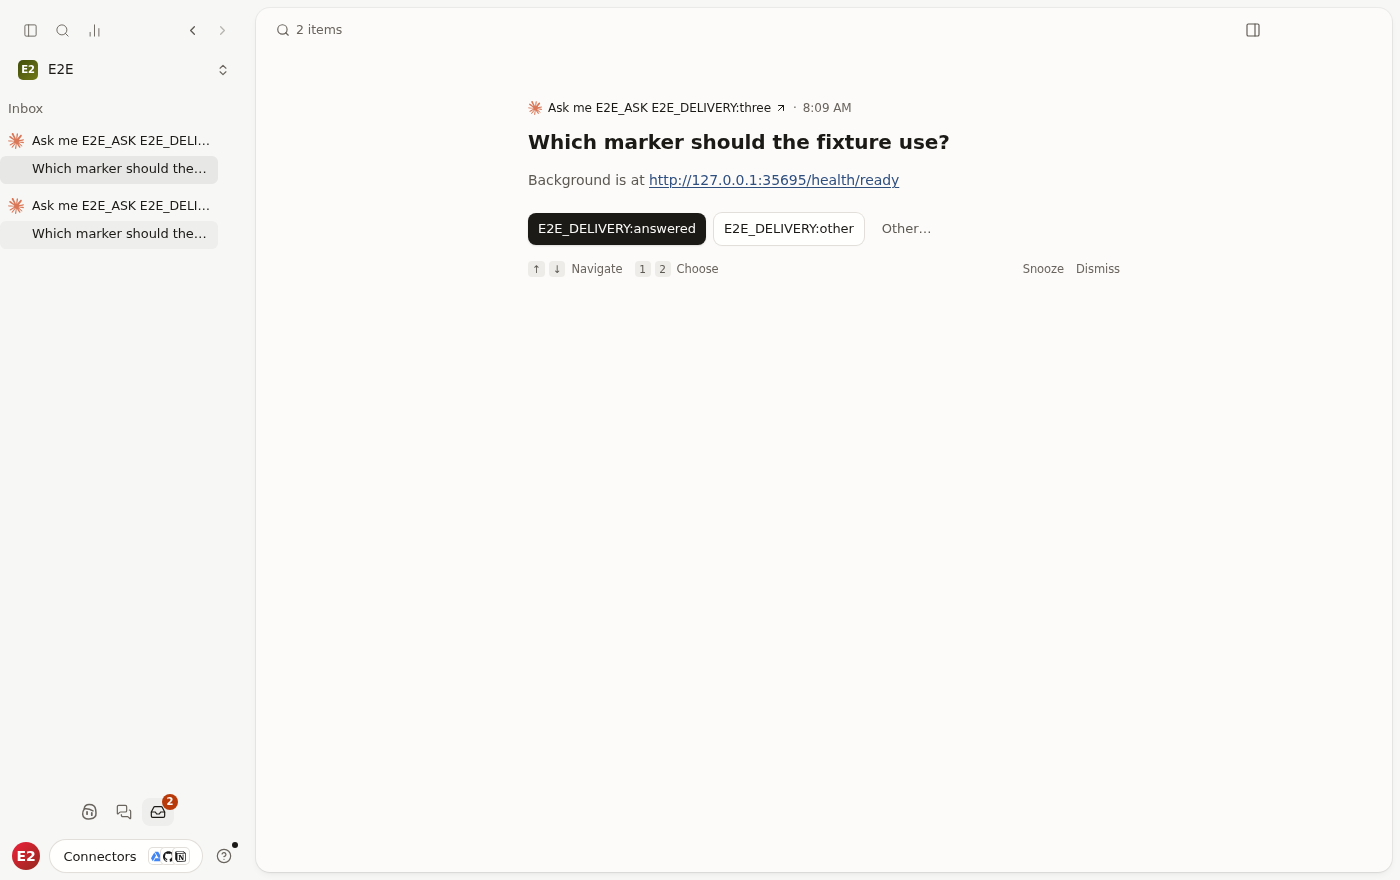 E2 E2E
Inbox
Ask me E2E_ASK E2E_DELI...
Which marker should the...
Ask me E2E_ASK E2E_DELI...
Which marker should the...
2
E2 Connectors
2 items
Ask me E2E_ASK E2E_DELIVERY:three · 8:09 AM
Which marker should the fixture use?
Background is at http://127.0.0.1:35695/health/ready
E2E_DELIVERY:answered E2E_DELIVERY:other Other...
↑ ↓ Navigate 1 2 Choose Snooze Dismiss